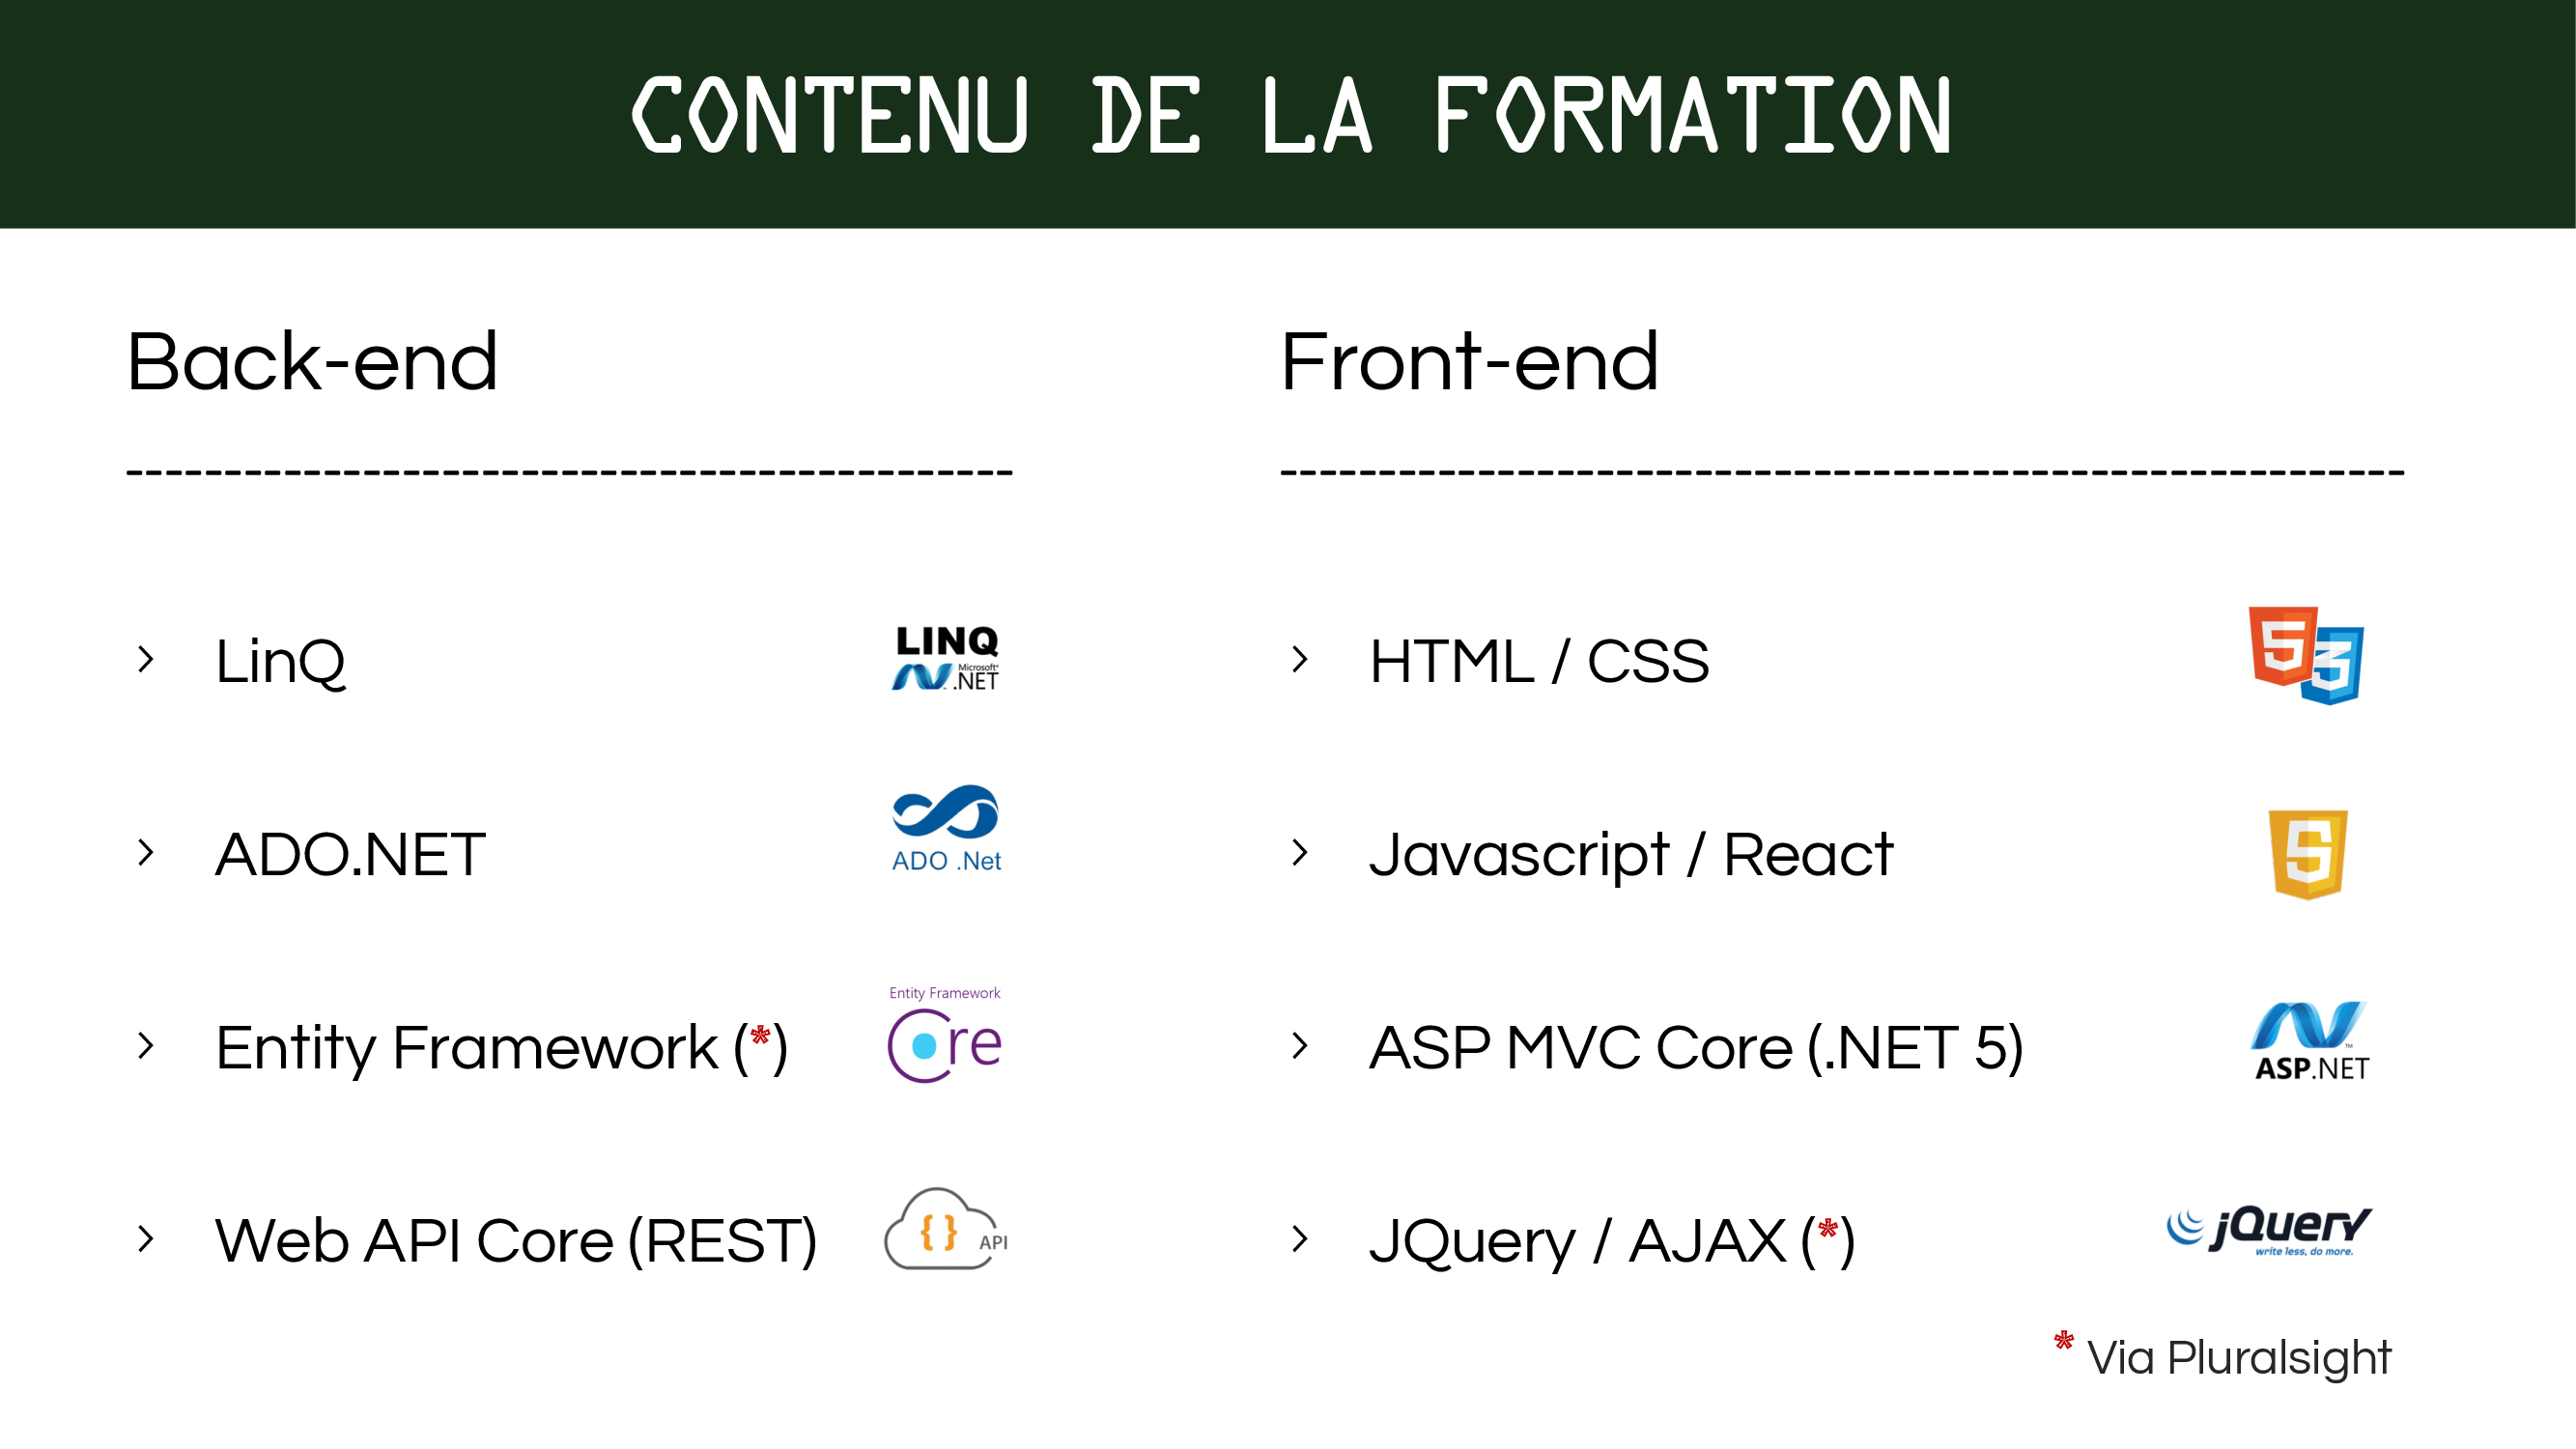 CONTENU DE LA FORMATION
Back-end
---------------------------------------------
› LinQ
LINQ
Microsoft®
.NET
› ADO.NET
ADO .Net
› Entity Framework (*)
Entity Framework
Core
› Web API Core (REST)
{ } API
Front-end
---------------------------------------------------------
› HTML / CSS
5 3
› Javascript / React
5
› ASP MVC Core (.NET 5)
™
ASP.NET
› JQuery / AJAX (*)
jQuery
write less, do more.
* Via Pluralsight